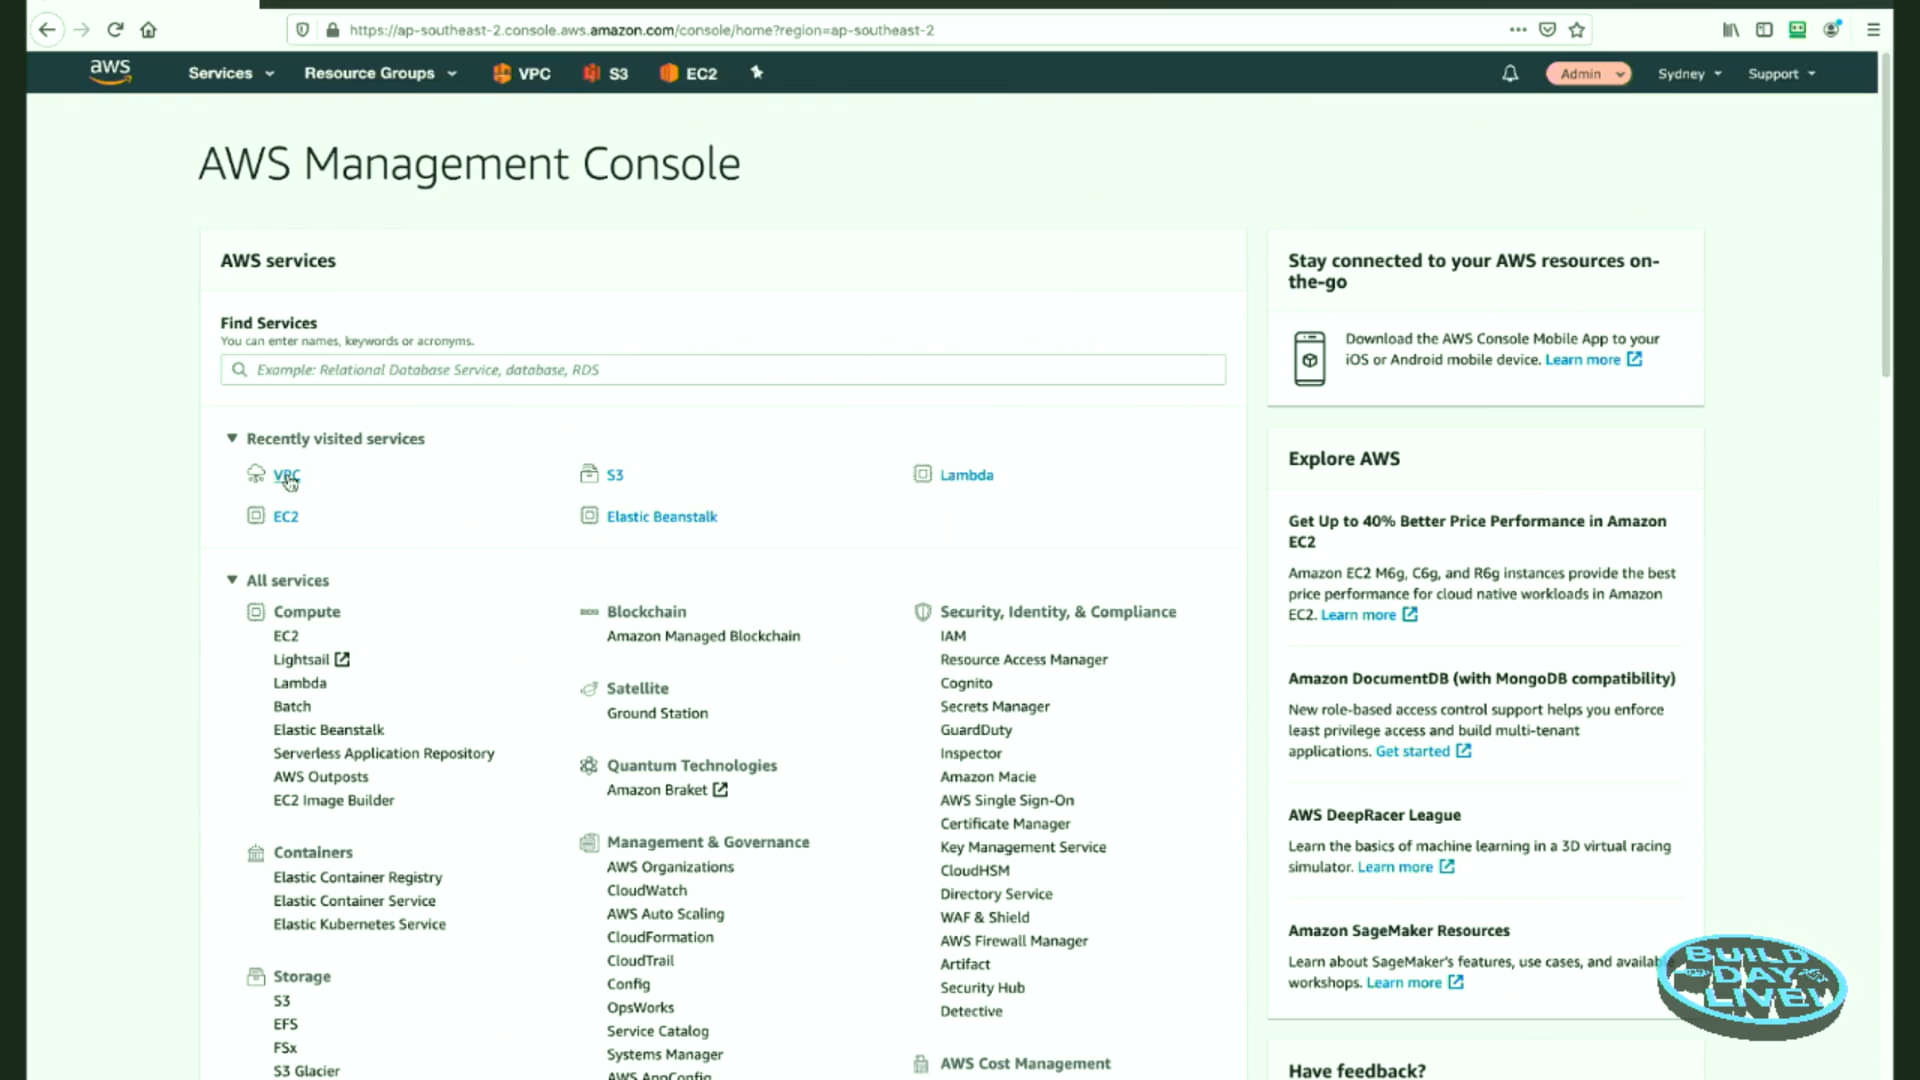 https://ap-southeast-2.console.aws.amazon.com/console/home?region=ap-southeast-2
aws Services Resource Groups VPC S3 EC2 Admin Sydney Support
AWS Management Console
AWS services
Find Services
You can enter names, keywords or acronyms.
Example: Relational Database Service, database, RDS
Recently visited services
VPC S3 Lambda
EC2 Elastic Beanstalk
All services
Compute
EC2
Lightsail
Lambda
Batch
Elastic Beanstalk
Serverless Application Repository
AWS Outposts
EC2 Image Builder
Containers
Elastic Container Registry
Elastic Container Service
Elastic Kubernetes Service
Storage
S3
EFS
FSx
S3 Glacier
Blockchain
Amazon Managed Blockchain
Satellite
Ground Station
Quantum Technologies
Amazon Braket
Management & Governance
AWS Organizations
CloudWatch
AWS Auto Scaling
CloudFormation
CloudTrail
Config
OpsWorks
Service Catalog
Systems Manager
AWS AppConfig
Security, Identity, & Compliance
IAM
Resource Access Manager
Cognito
Secrets Manager
GuardDuty
Inspector
Amazon Macie
AWS Single Sign-On
Certificate Manager
Key Management Service
CloudHSM
Directory Service
WAF & Shield
AWS Firewall Manager
Artifact
Security Hub
Detective
AWS Cost Management
Stay connected to your AWS resources on-
the-go
Download the AWS Console Mobile App to your
iOS or Android mobile device. Learn more
Explore AWS
Get Up to 40% Better Price Performance in Amazon
EC2
Amazon EC2 M6g, C6g, and R6g instances provide the best
price performance for cloud native workloads in Amazon
EC2. Learn more
Amazon DocumentDB (with MongoDB compatibility)
New role-based access control support helps you enforce
least privilege access and build multi-tenant
applications. Get started
AWS DeepRacer League
Learn the basics of machine learning in a 3D virtual racing
simulator. Learn more
Amazon SageMaker Resources
Learn about SageMaker's features, use cases, and availab
workshops. Learn more
Have feedback?
BUILD
DAY
LIVE!